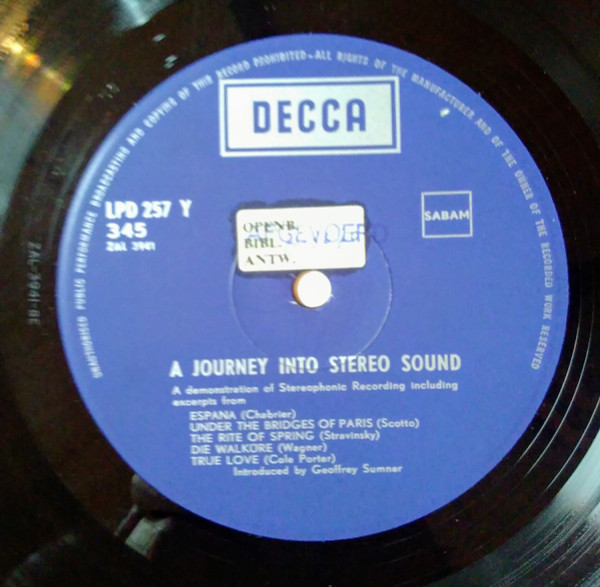 UNAUTHORISED PUBLIC PERFORMANCE BROADCASTING AND COPYING OF THIS RECORD PROHIBITED-ALL RIGHTS OF THE MANUFACTURER AND OF THE OWNER OF THE RECORDED WORK RESERVED
DECCA
LPD 257 Y
345
ZAL 3941
SABAM
OPENB.
BIBL.
ANTW.
AFGEVOERD
A JOURNEY INTO STEREO SOUND
A demonstration of Stereophonic Recording including
excerpts from
ESPANA (Chabrier)
UNDER THE BRIDGES OF PARIS (Scotto)
THE RITE OF SPRING (Stravinsky)
DIE WALKURE (Wagner)
TRUE LOVE (Cole Porter)
Introduced by Geoffrey Sumner